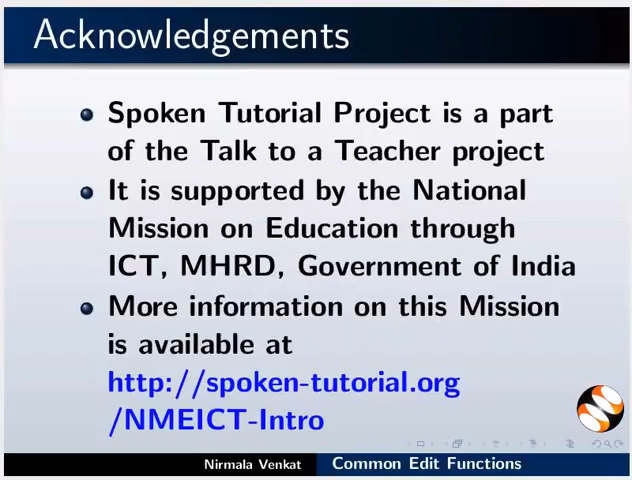 Acknowledgements
Spoken Tutorial Project is a part
of the Talk to a Teacher project
It is supported by the National
Mission on Education through
ICT, MHRD, Government of India
More information on this Mission
is available at
http://spoken-tutorial.org
/NMEICT-Intro
Nirmala Venkat Common Edit Functions